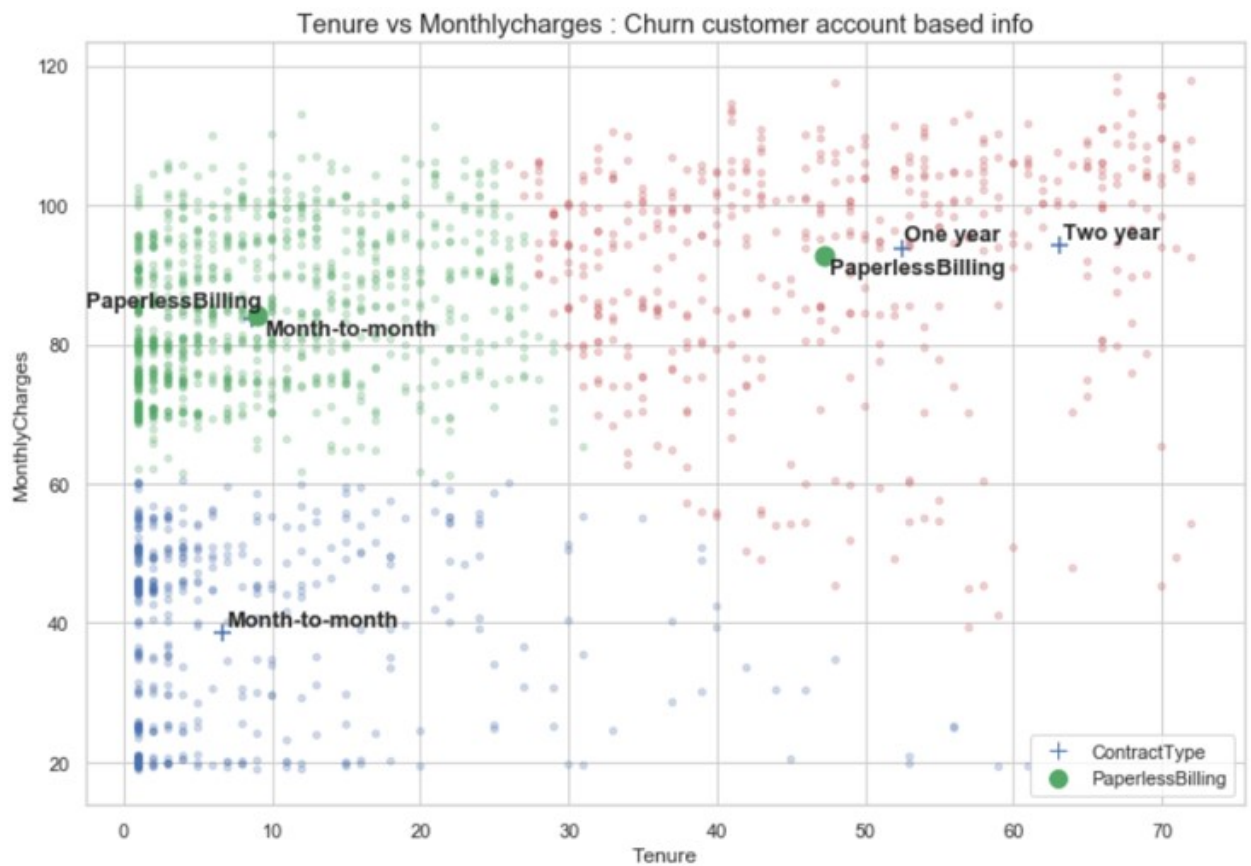 Tenure vs Monthlycharges : Churn customer account based info
MonthlyCharges
120
100
80
60
40
20
PaperlessBilling
Month-to-month
Month-to-month
One year
PaperlessBilling
Two year
ContractType
PaperlessBilling
0 10 20 30 40 50 60 70
Tenure